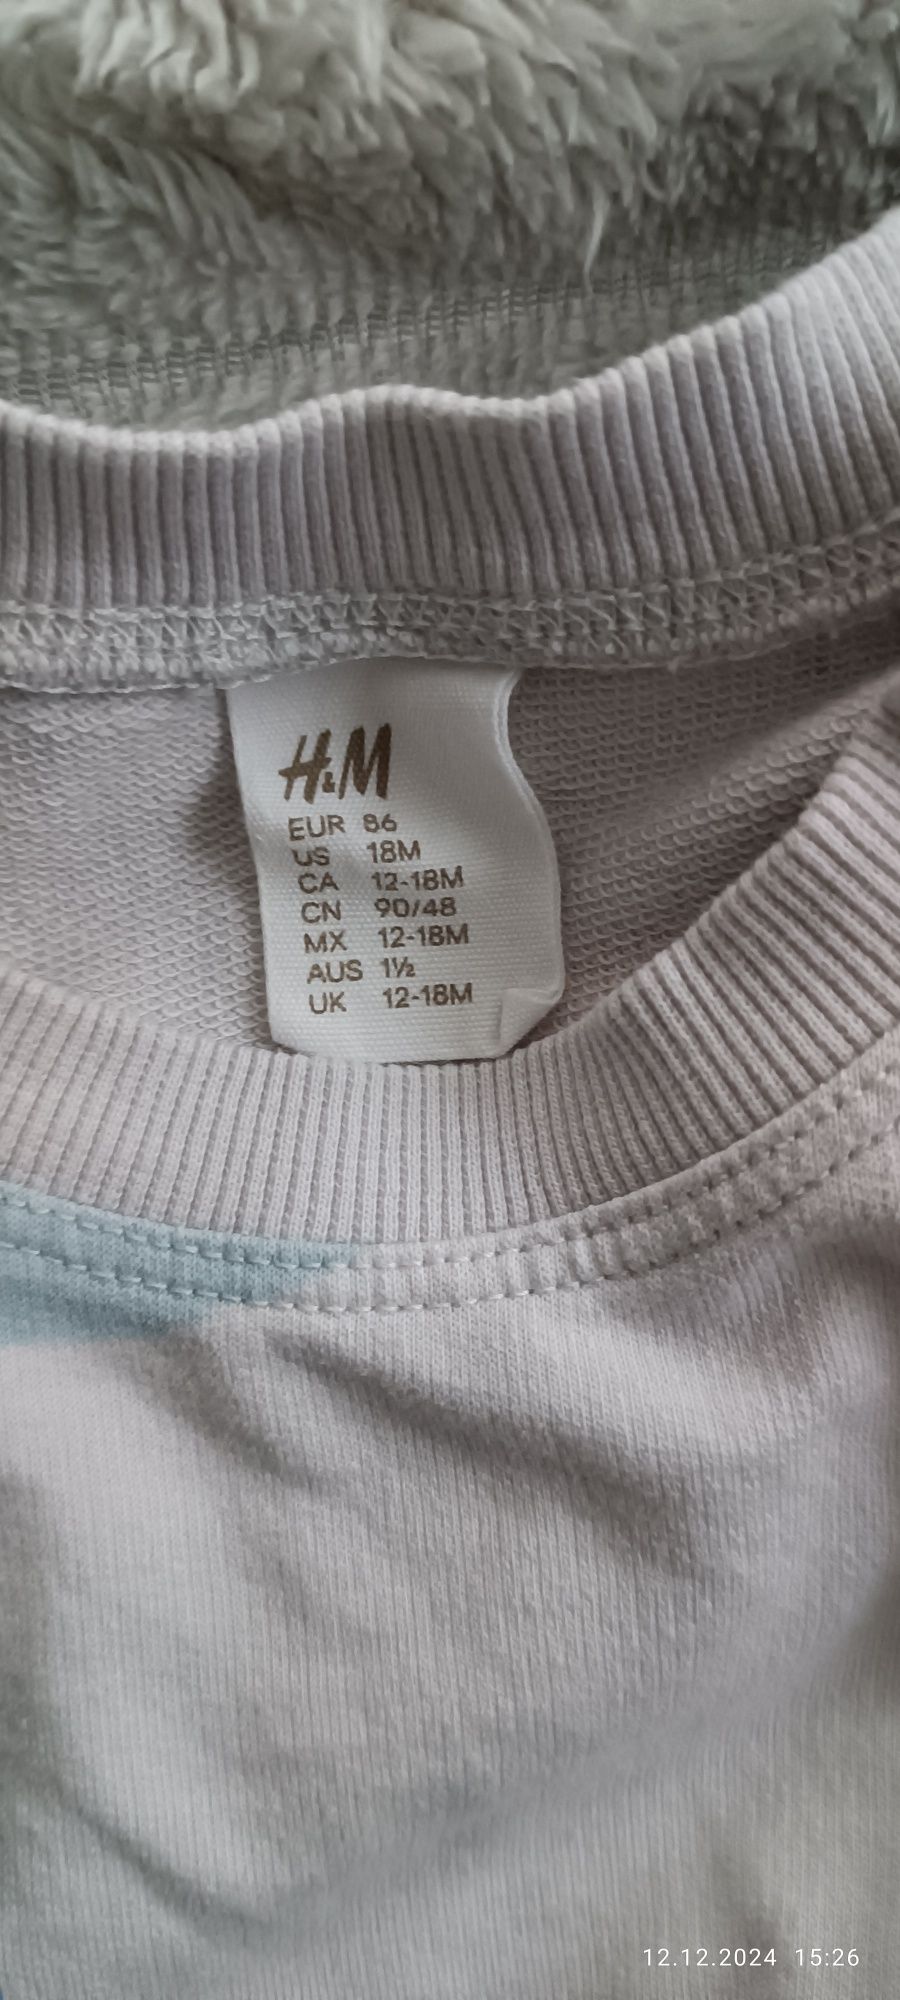 H&M
EUR 86
US 18M
CA 12-18M
CN 90/48
MX 12-18M
AUS 1½
UK 12-18M
12.12.2024 15:26